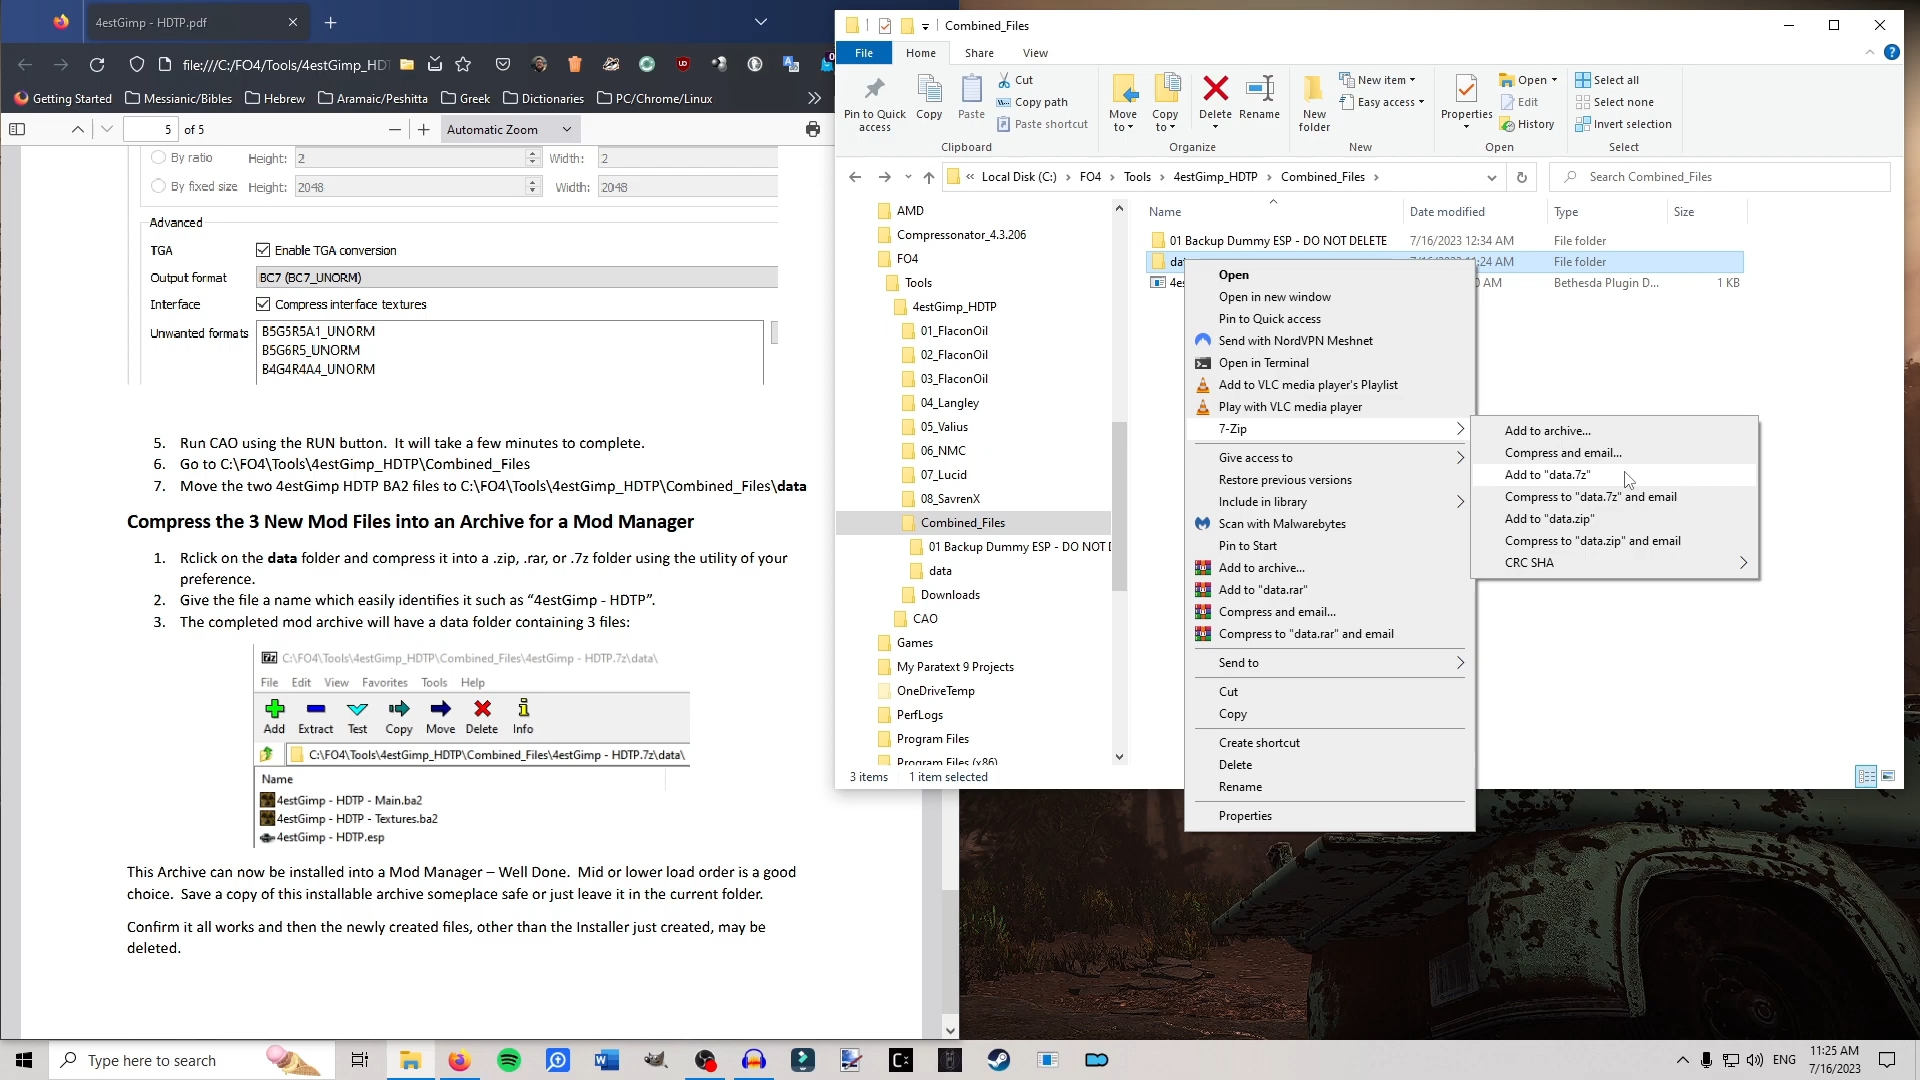 4estGimp - HDTP.pdf
file:///C:/FO4/Tools/4estGimp_HDTP
Getting Started
Messianic/Bibles
Hebrew
Aramaic/Peshitta
Greek
Dictionaries
PC/Chrome/Linux
5 of 5
Automatic Zoom
By ratio Height: 2 Width: 2
By fixed size Height: 2048 Width: 2048
Advanced
TGA Enable TGA conversion
Output format BC7 (BC7_UNORM)
Interface Compress interface textures
Unwanted formats B5G5R5A1_UNORM
B5G6R5_UNORM
B4G4R4A4_UNORM
5. Run CAO using the RUN button. It will take a few minutes to complete.
6. Go to C:\FO4\Tools\4estGimp_HDTP\Combined_Files
7. Move the two 4estGimp HDTP BA2 files to C:\FO4\Tools\4estGimp_HDTP\Combined_Files\data
Compress the 3 New Mod Files into an Archive for a Mod Manager
1. Rclick on the data folder and compress it into a .zip, .rar, or .7z folder using the utility of your
preference.
2. Give the file a name which easily identifies it such as “4estGimp - HDTP”.
3. The completed mod archive will have a data folder containing 3 files:
C:\FO4\Tools\4estGimp_HDTP\Combined_Files\4estGimp - HDTP.7z\data\
File Edit View Favorites Tools Help
Add Extract Test Copy Move Delete Info
C:\FO4\Tools\4estGimp_HDTP\Combined_Files\4estGimp - HDTP.7z\data\
Name
4estGimp - HDTP - Main.ba2
4estGimp - HDTP - Textures.ba2
4estGimp - HDTP.esp
This Archive can now be installed into a Mod Manager – Well Done. Mid or lower load order is a good
choice. Save a copy of this installable archive someplace safe or just leave it in the current folder.
Confirm it all works and then the newly created files, other than the Installer just created, may be
deleted.
Combined_Files
File Home Share View
Pin to Quick
access
Copy
Paste
Cut
Copy path
Paste shortcut
Clipboard
Move
to
Copy
to
Delete
Rename
Organize
New
folder
New item
Easy access
New
Properties
Open
Edit
History
Open
Select all
Select none
Invert selection
Select
« Local Disk (C:) › FO4 › Tools › 4estGimp_HDTP › Combined_Files ›
Search Combined_Files
AMD
Compressonator_4.3.206
FO4
Tools
4estGimp_HDTP
01_FlaconOil
02_FlaconOil
03_FlaconOil
04_Langley
05_Valius
06_NMC
07_Lucid
08_SavrenX
Combined_Files
01 Backup Dummy ESP - DO NOT D
data
Downloads
CAO
Games
My Paratext 9 Projects
OneDriveTemp
PerfLogs
Program Files
Program Files (x86)
Name Date modified Type Size
01 Backup Dummy ESP - DO NOT DELETE 7/16/2023 12:34 AM File folder
File folder
Bethesda Plugin D... 1 KB
Open
Open in new window
Pin to Quick access
Send with NordVPN Meshnet
Open in Terminal
Add to VLC media player's Playlist
Play with VLC media player
7-Zip
Give access to
Restore previous versions
Include in library
Scan with Malwarebytes
Pin to Start
Add to archive...
Add to "data.rar"
Compress and email...
Compress to "data.rar" and email
Send to
Cut
Copy
Create shortcut
Delete
Rename
Properties
Add to archive...
Compress and email...
Add to "data.7z"
Compress to "data.7z" and email
Add to "data.zip"
Compress to "data.zip" and email
CRC SHA
3 items 1 item selected
Type here to search
ENG
11:25 AM
7/16/2023